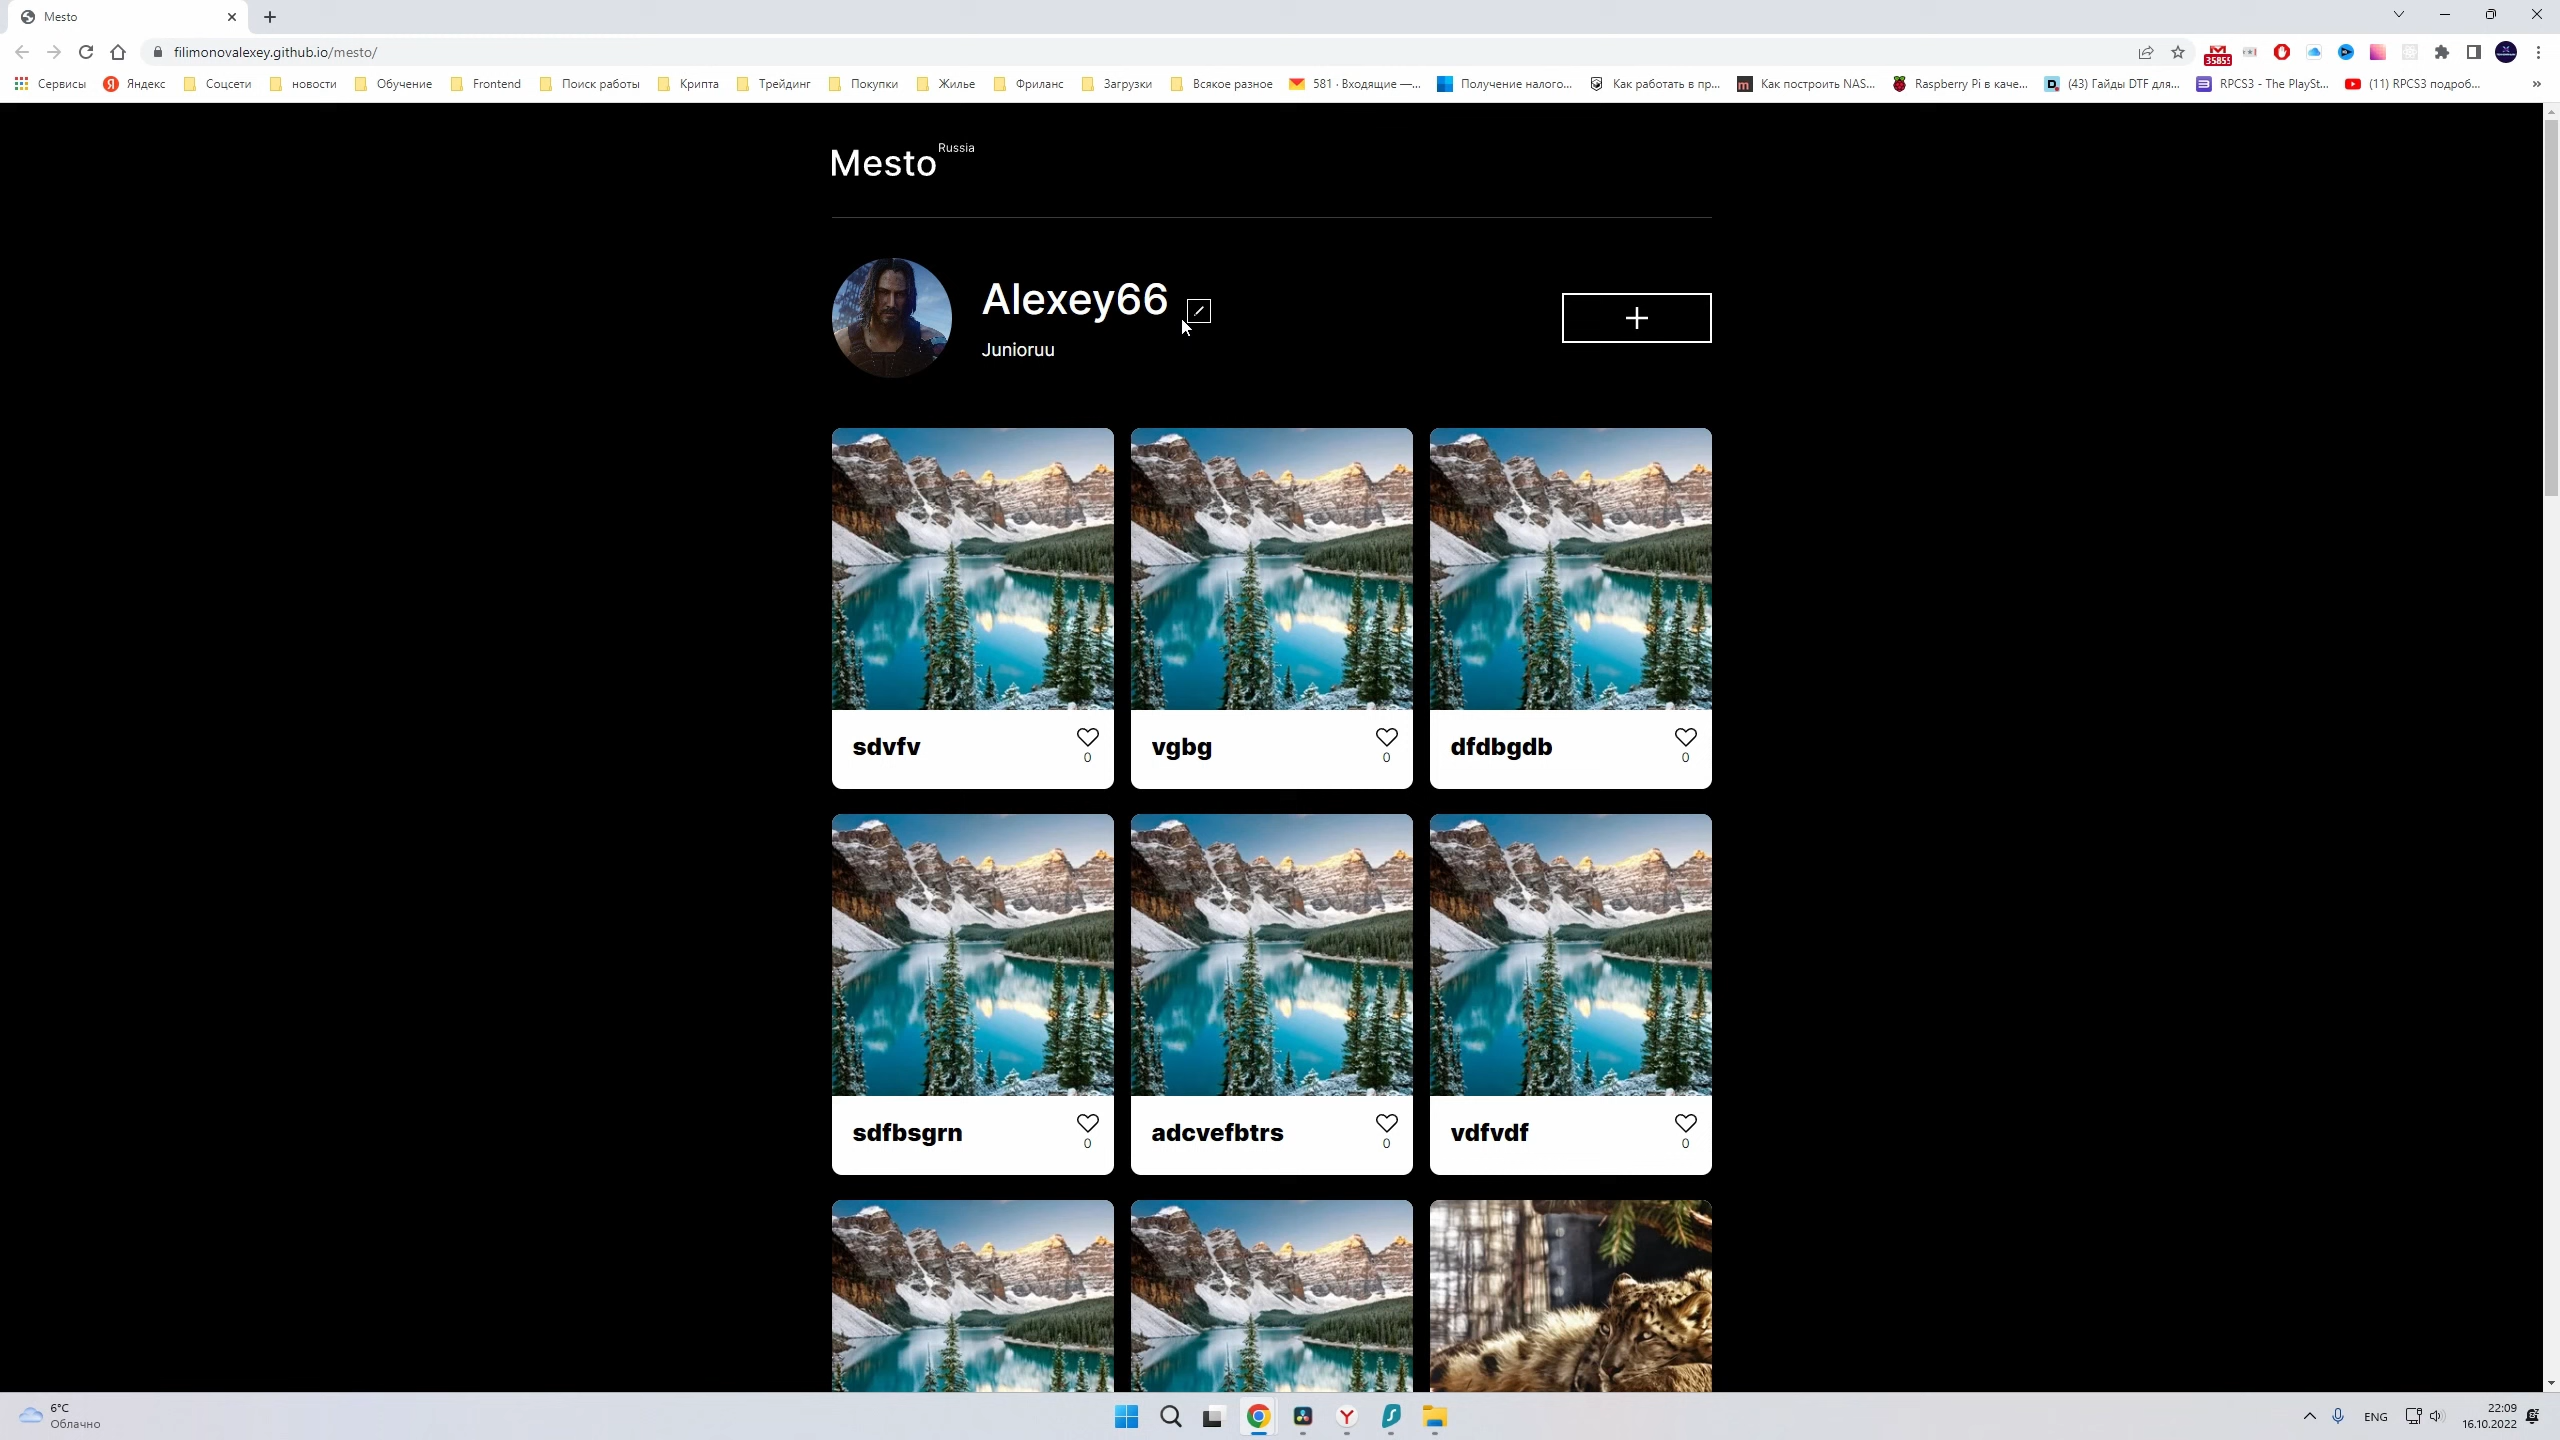 Mesto
filimonovalexey.github.io/mesto/
35855
Сервисы
Яндекс
Соцсети
новости
Обучение
Frontend
Поиск работы
Крипта
Трейдинг
Покупки
Жилье
Фриланс
Загрузки
Всякое разное
581 · Входящие —...
Получение налого...
Как работать в пр...
Как построить NAS...
Raspberry Pi в каче...
(43) Гайды DTF для...
RPCS3 - The PlaySt...
(11) RPCS3 подроб...
»
Mesto Russia
Alexey66
Junioruu
sdvfv
0
vgbg
0
dfdbgdb
0
sdfbsgrn
0
adcvefbtrs
0
vdfvdf
0
6°C
Облачно
ENG
22:09
16.10.2022